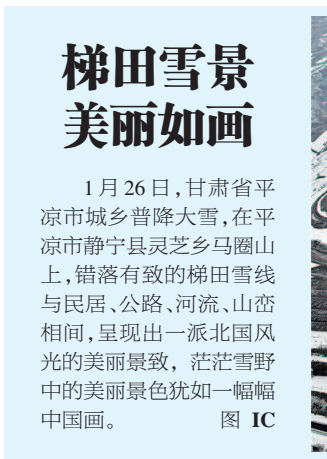 梯田雪景
美丽如画
1月26日,甘肃省平
凉市城乡普降大雪,在平
凉市静宁县灵芝乡马圈山
上,错落有致的梯田雪线
与民居、公路、河流、山峦
相间,呈现出一派北国风
光的美丽景致, 茫茫雪野
中的美丽景色犹如一幅幅
中国画。 图 IC